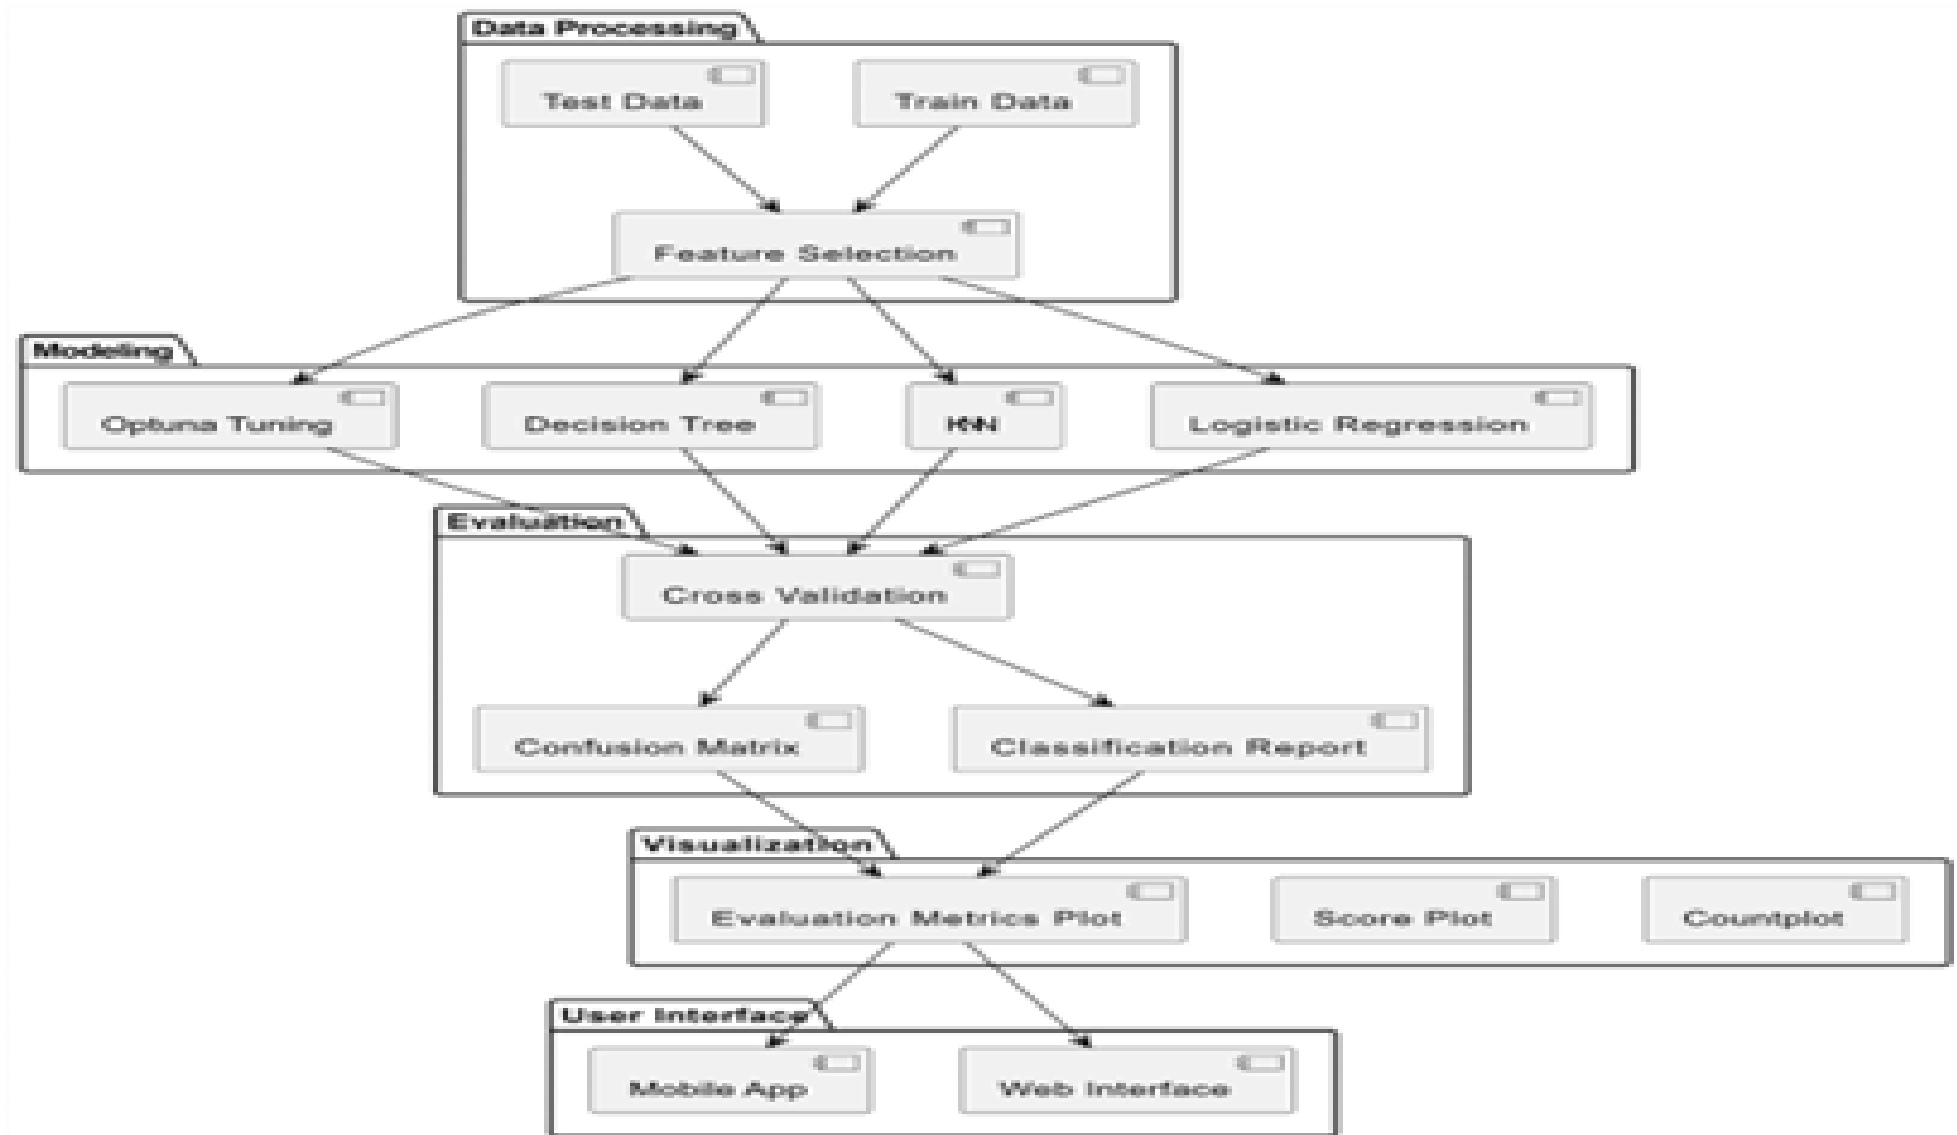 Data Processing
Test Data
Train Data
Feature Selection
Modeling
Optuna Tuning
Decision Tree
KNN
Logistic Regression
Evaluation
Cross Validation
Confusion Matrix
Classification Report
Visualization
Evaluation Metrics Plot
Score Plot
Countplot
User Interface
Mobile App
Web Interface